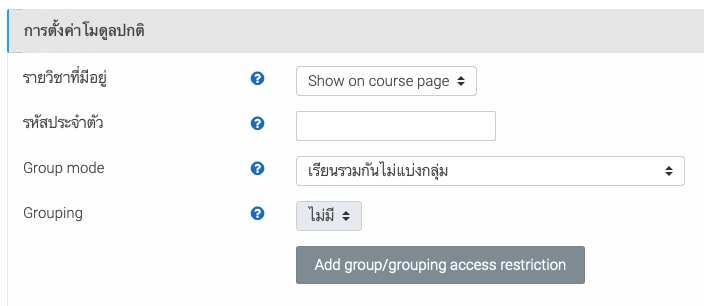 การตั้งค่าโมดูลปกติ
รายวิชาที่มีอยู่ Show on course page
รหัสประจำตัว
Group mode เรียนรวมกันไม่แบ่งกลุ่ม
Grouping ไม่มี
Add group/grouping access restriction